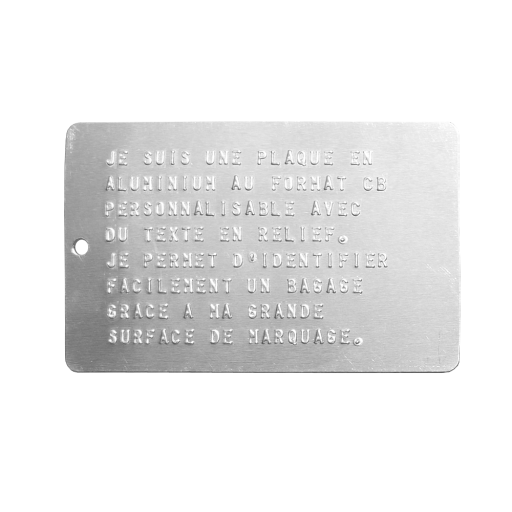 JE SUIS UNE PLAQUE EN
ALUMINIUM AU FORMAT CB
PERSONNALISABLE AVEC
DU TEXTE EN RELIEF.
JE PERMET D'IDENTIFIER
FACILEMENT UN BAGAGE
GRACE A MA GRANDE
SURFACE DE MARQUAGE.